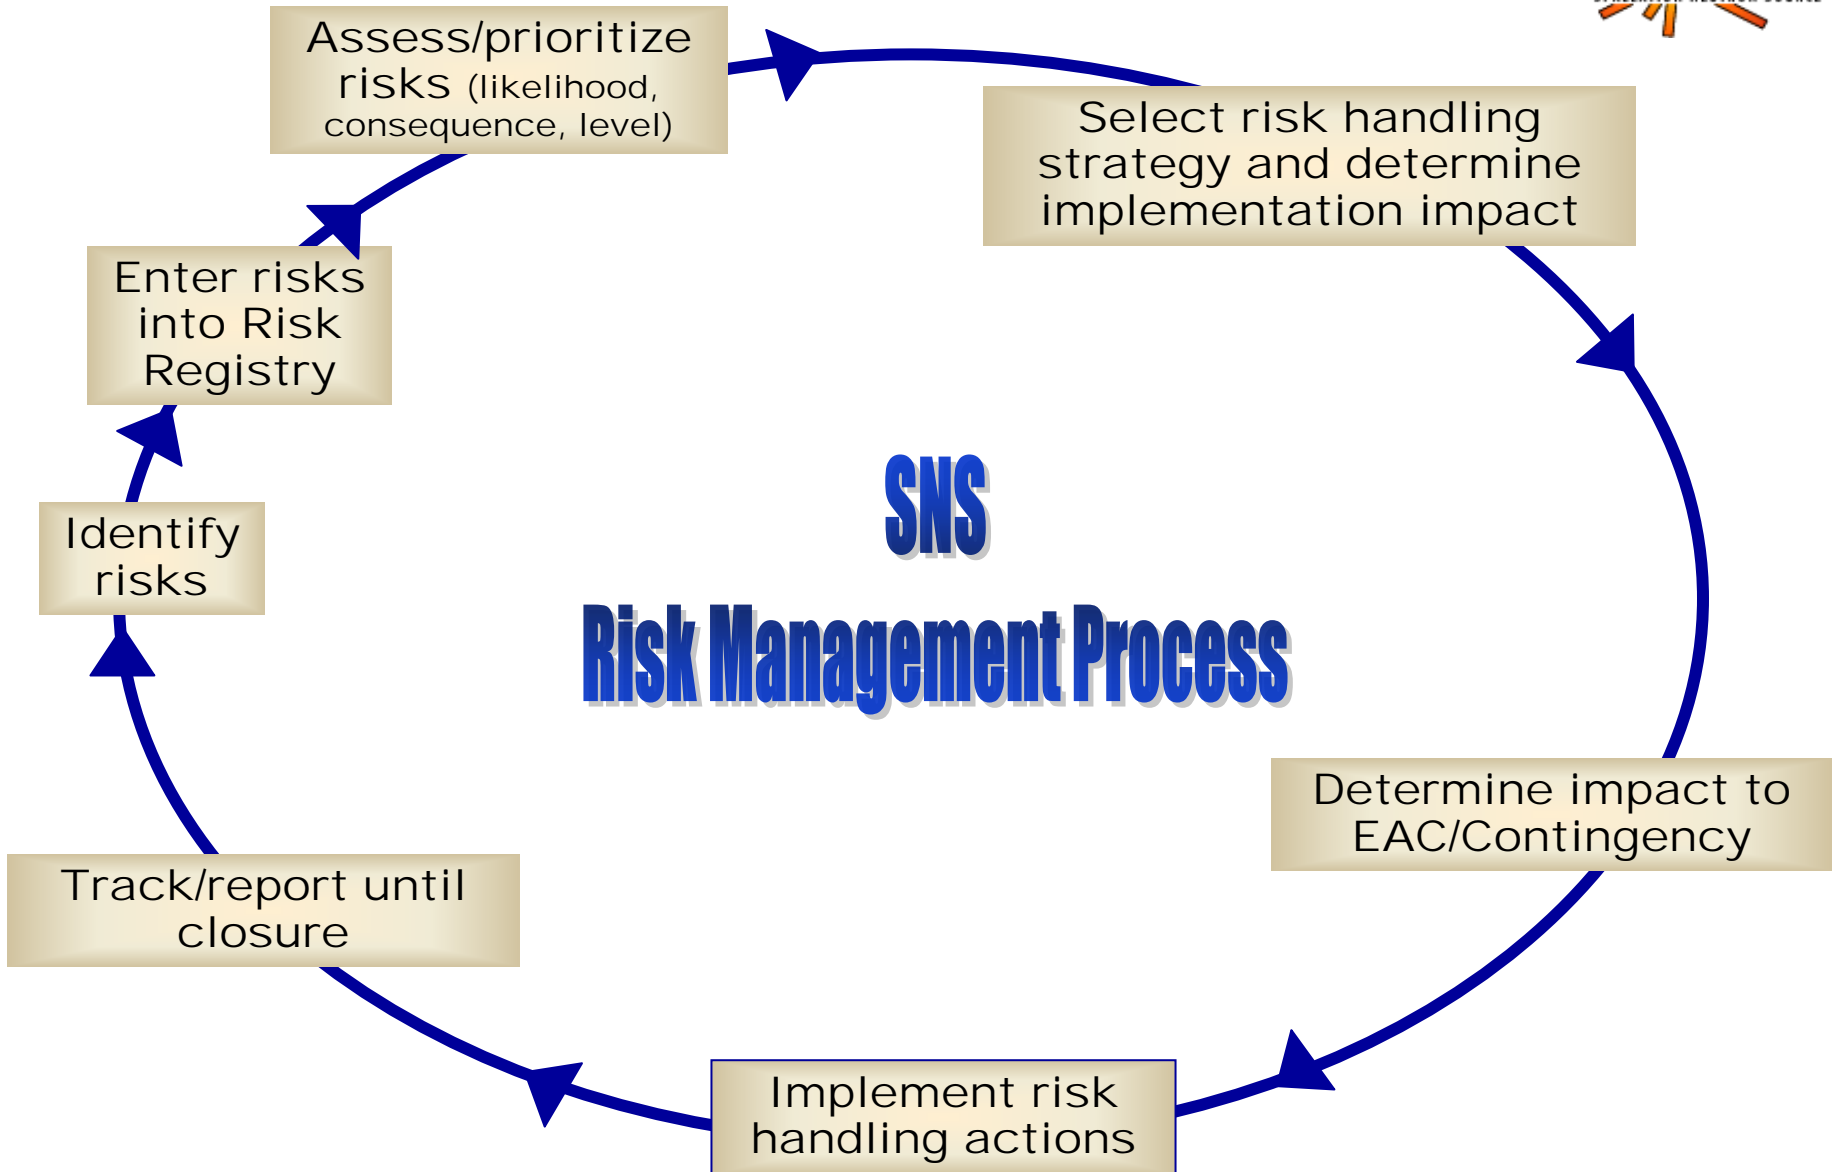 Assess/prioritize
risks (likelihood,
consequence, level)
Select risk handling
strategy and determine
implementation impact
Enter risks
into Risk
Registry
SNS
Risk Management Process
Identify
risks
Determine impact to
EAC/Contingency
Track/report until
closure
Implement risk
handling actions